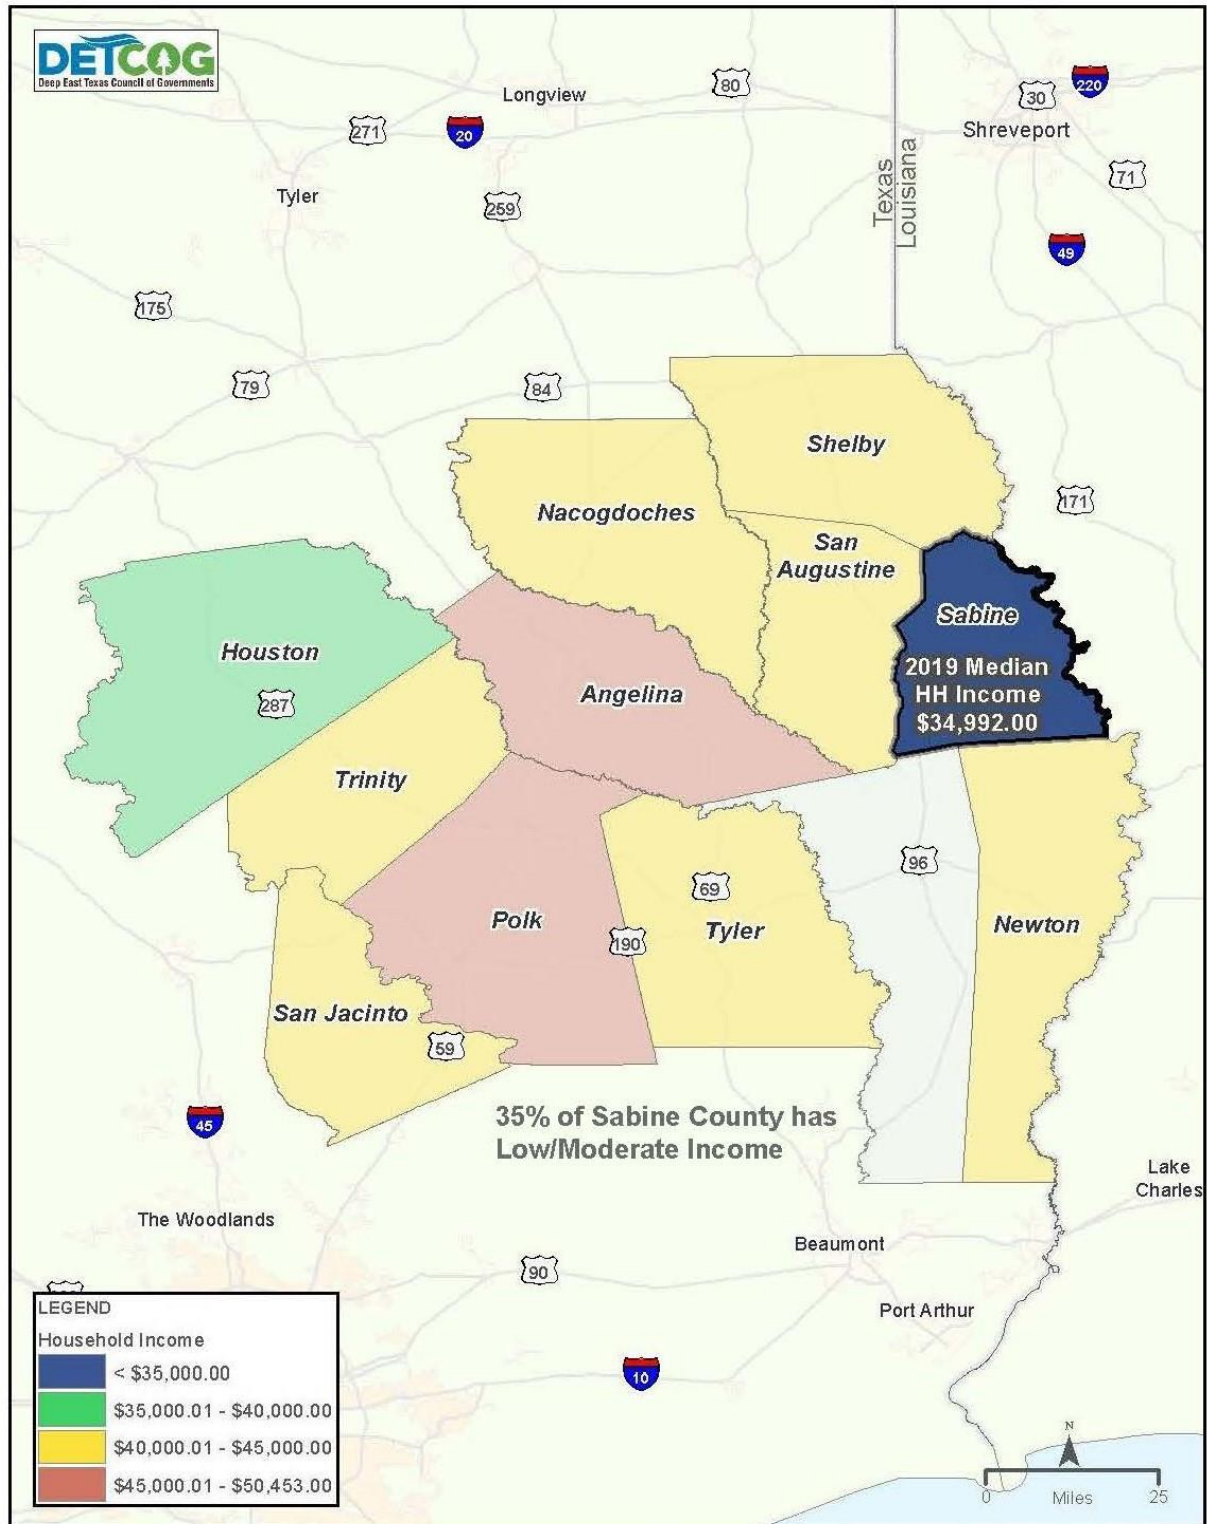 DETCOG
Deep East Texas Council of Governments
Longview
80
30
220
271
20
Shreveport
Texas
Louisiana
71
Tyler
259
49
175
79
84
Shelby
171
Nacogdoches
San
Augustine
Sabine
Houston
2019 Median
HH Income
$34,992.00
287
Angelina
Trinity
96
69
Polk
190
Tyler
Newton
San Jacinto
59
35% of Sabine County has
Low/Moderate Income
45
Lake
Charles
The Woodlands
Beaumont
90
Port Arthur
10
LEGEND
Household Income
< $35,000.00
$35,000.01 - $40,000.00
$40,000.01 - $45,000.00
$45,000.01 - $50,453.00
N
0 Miles 25